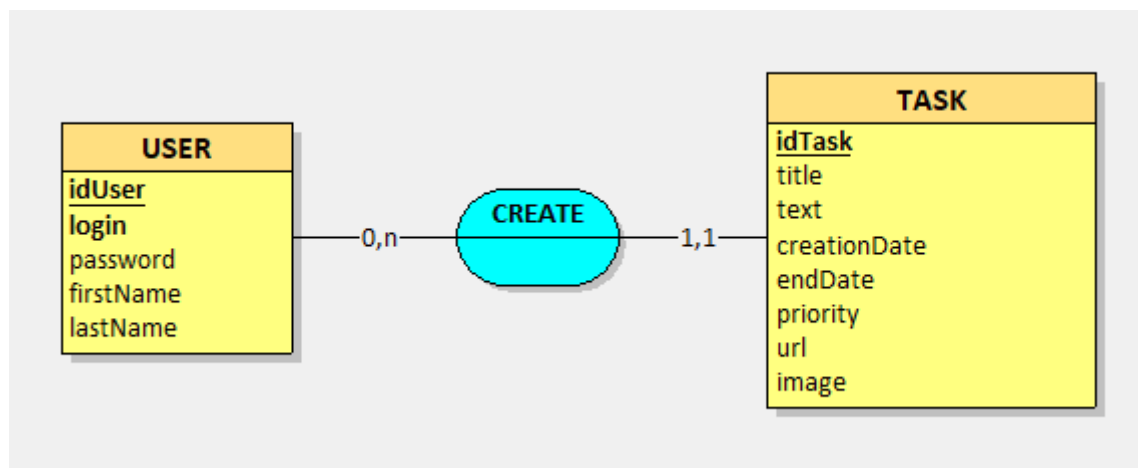 USER
idUser
login
password
firstName
lastName
0,n
CREATE
1,1
TASK
idTask
title
text
creationDate
endDate
priority
url
image